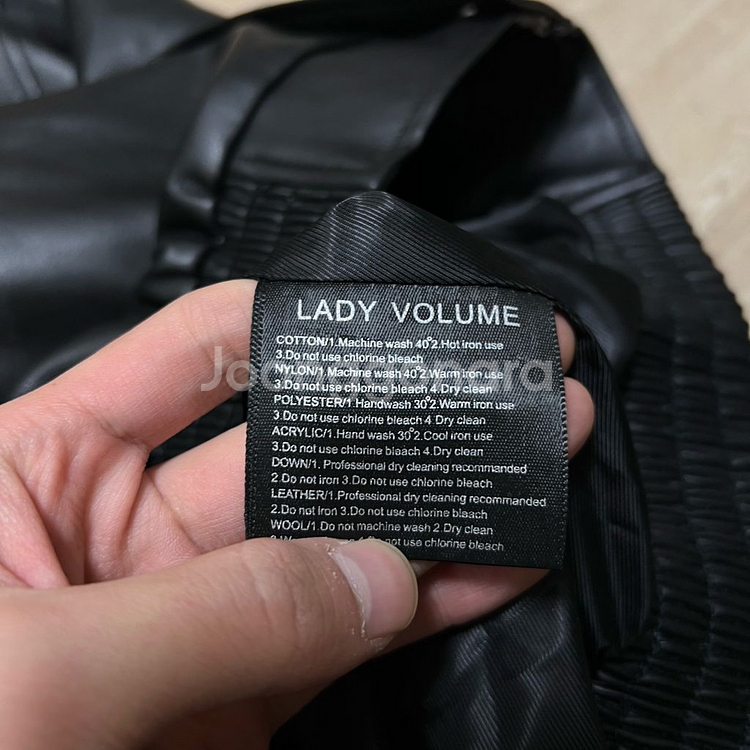 LADY VOLUME
COTTON/1.Machine wash 40°2.Hot iron use
3.Do not use chlorine bleach
NYLON/1.Machine wash 40°2.Warm iron use
3.Do not use chlorine bleach 4.Dry clean
POLYESTER/1.Handwash 30°2.Warm iron use
3.Do not use chlorine bleach 4 Dry clean
ACRYLIC/1.Hand wash 30°2.Cool iron use
3.Do not use chlorine bleach 4.Dry clean
DOWN/1. Professional dry cleaning recommanded
2.Do not iron 3.Do not use chlorine bleach
LEATHER/1.Professional dry cleaning recommanded
2.Do not iron 3.Do not use chlorine bleach
WOOL/1.Do not machine wash 2.Dry clean
not use chlorine bleach